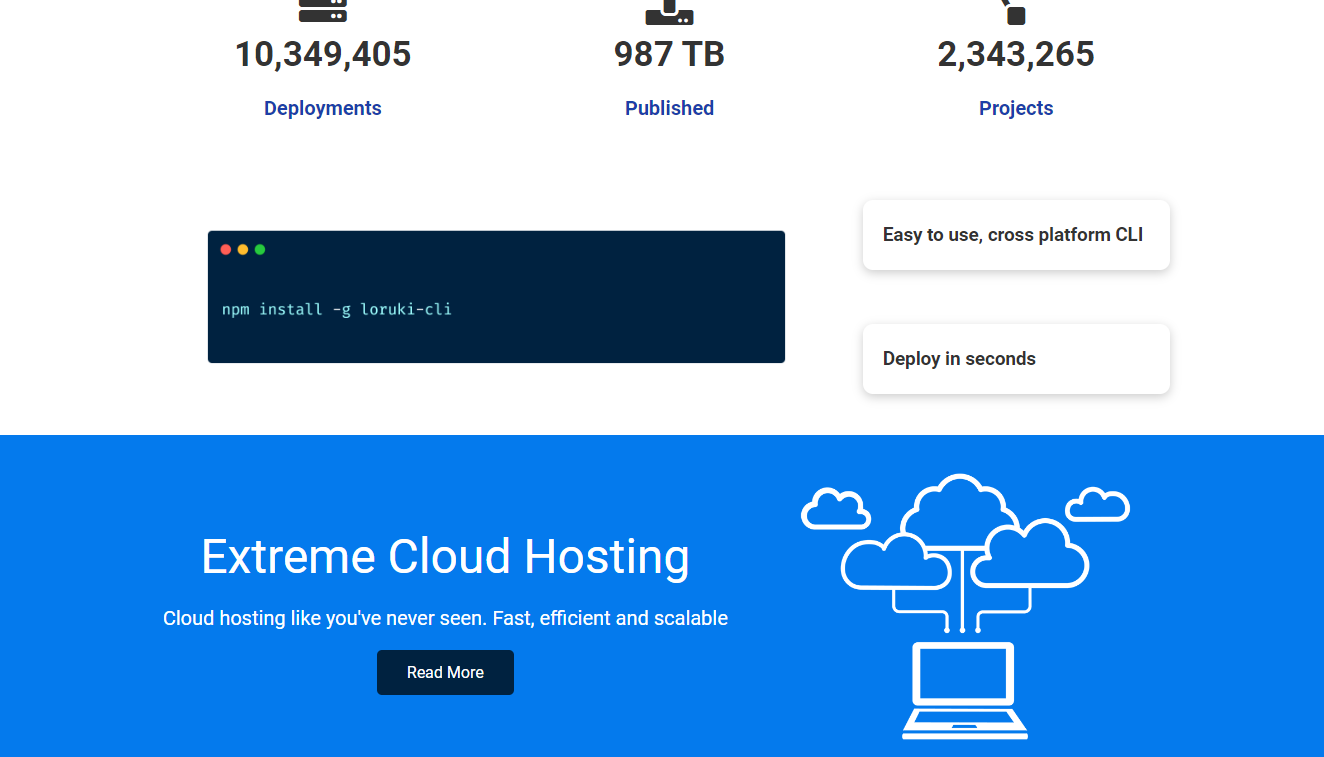 10,349,405
987 TB
2,343,265
Deployments
Published
Projects
Easy to use, cross platform CLI
npm install -g loruki-cli
Deploy in seconds
Extreme Cloud Hosting
Cloud hosting like you've never seen. Fast, efficient and scalable
Read More